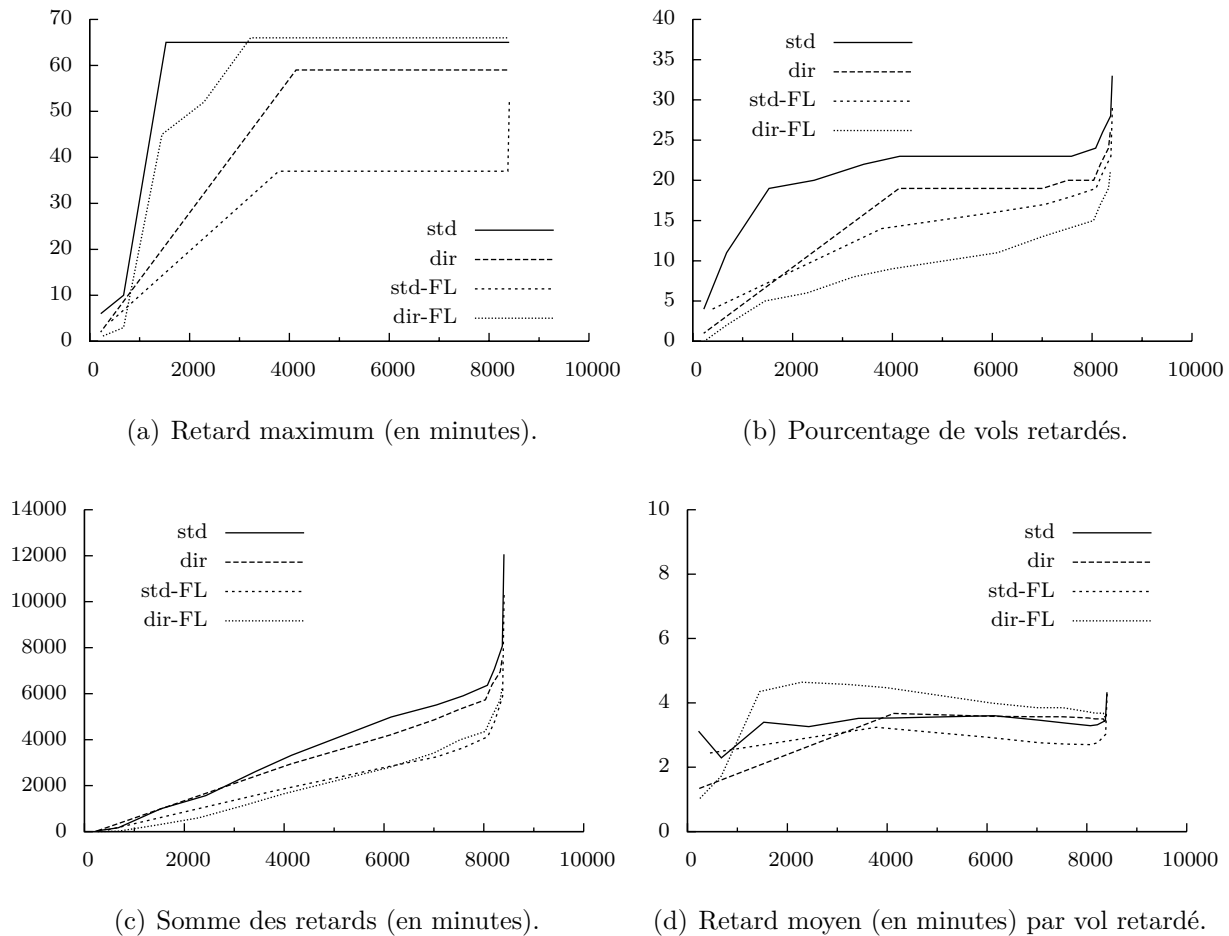 70
60
50
40
30
20
10
0
std
dir
std-FL
dir-FL
0 2000 4000 6000 8000 10000
(a) Retard maximum (en minutes).
40
35
30
25
20
15
10
5
0
std
dir
std-FL
dir-FL
0 2000 4000 6000 8000 10000
(b) Pourcentage de vols retardés.
14000
12000
10000
8000
6000
4000
2000
0
std
dir
std-FL
dir-FL
0 2000 4000 6000 8000 10000
(c) Somme des retards (en minutes).
10
8
6
4
2
0
std
dir
std-FL
dir-FL
0 2000 4000 6000 8000 10000
(d) Retard moyen (en minutes) par vol retardé.